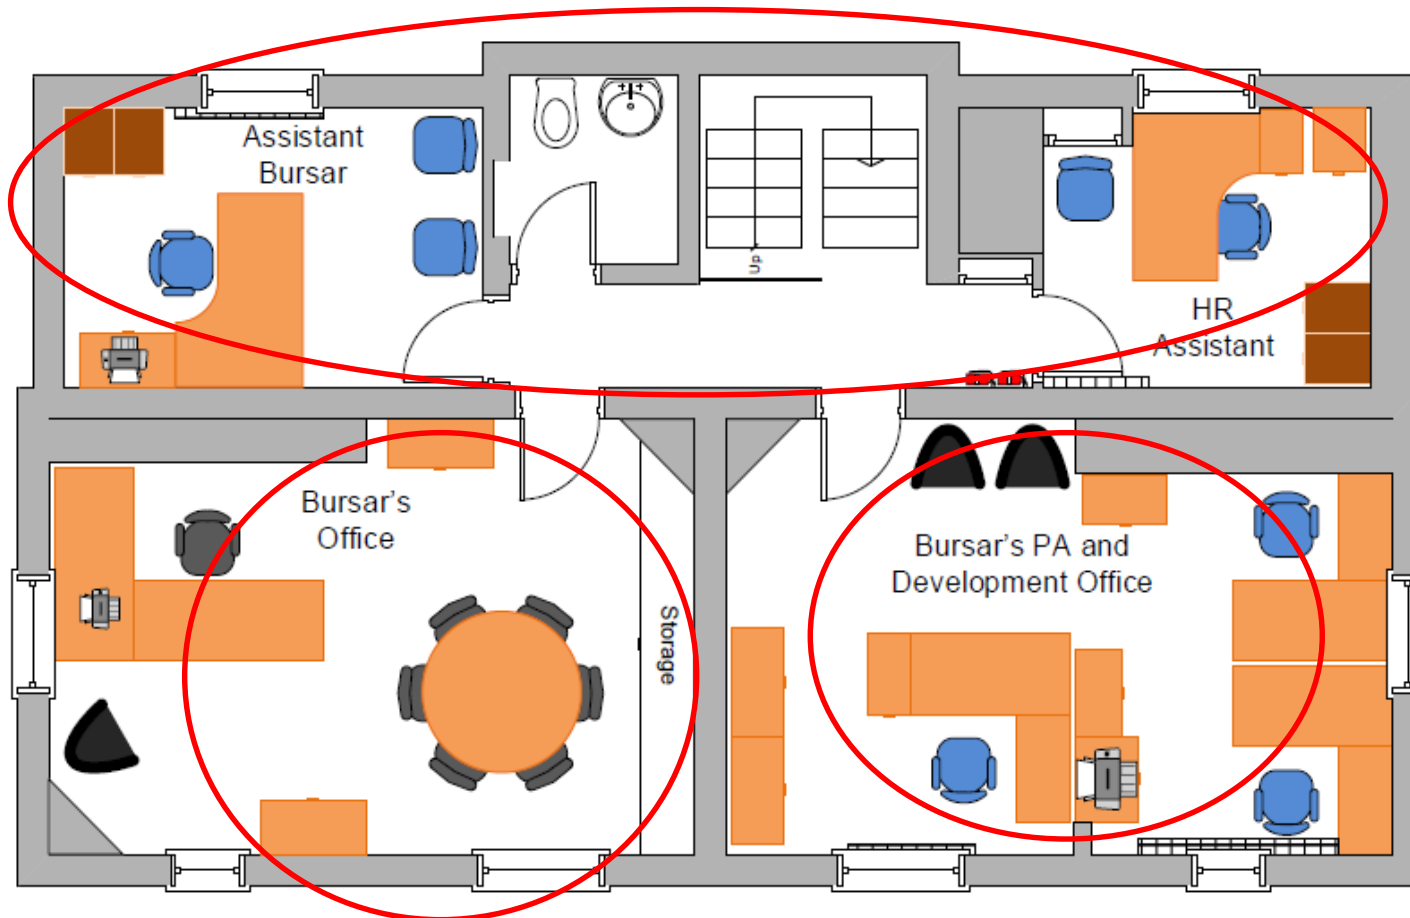 Assistant
Bursar
Up
HR
Assistant
Bursar's
Office
Storage
Bursar's PA and
Development Office